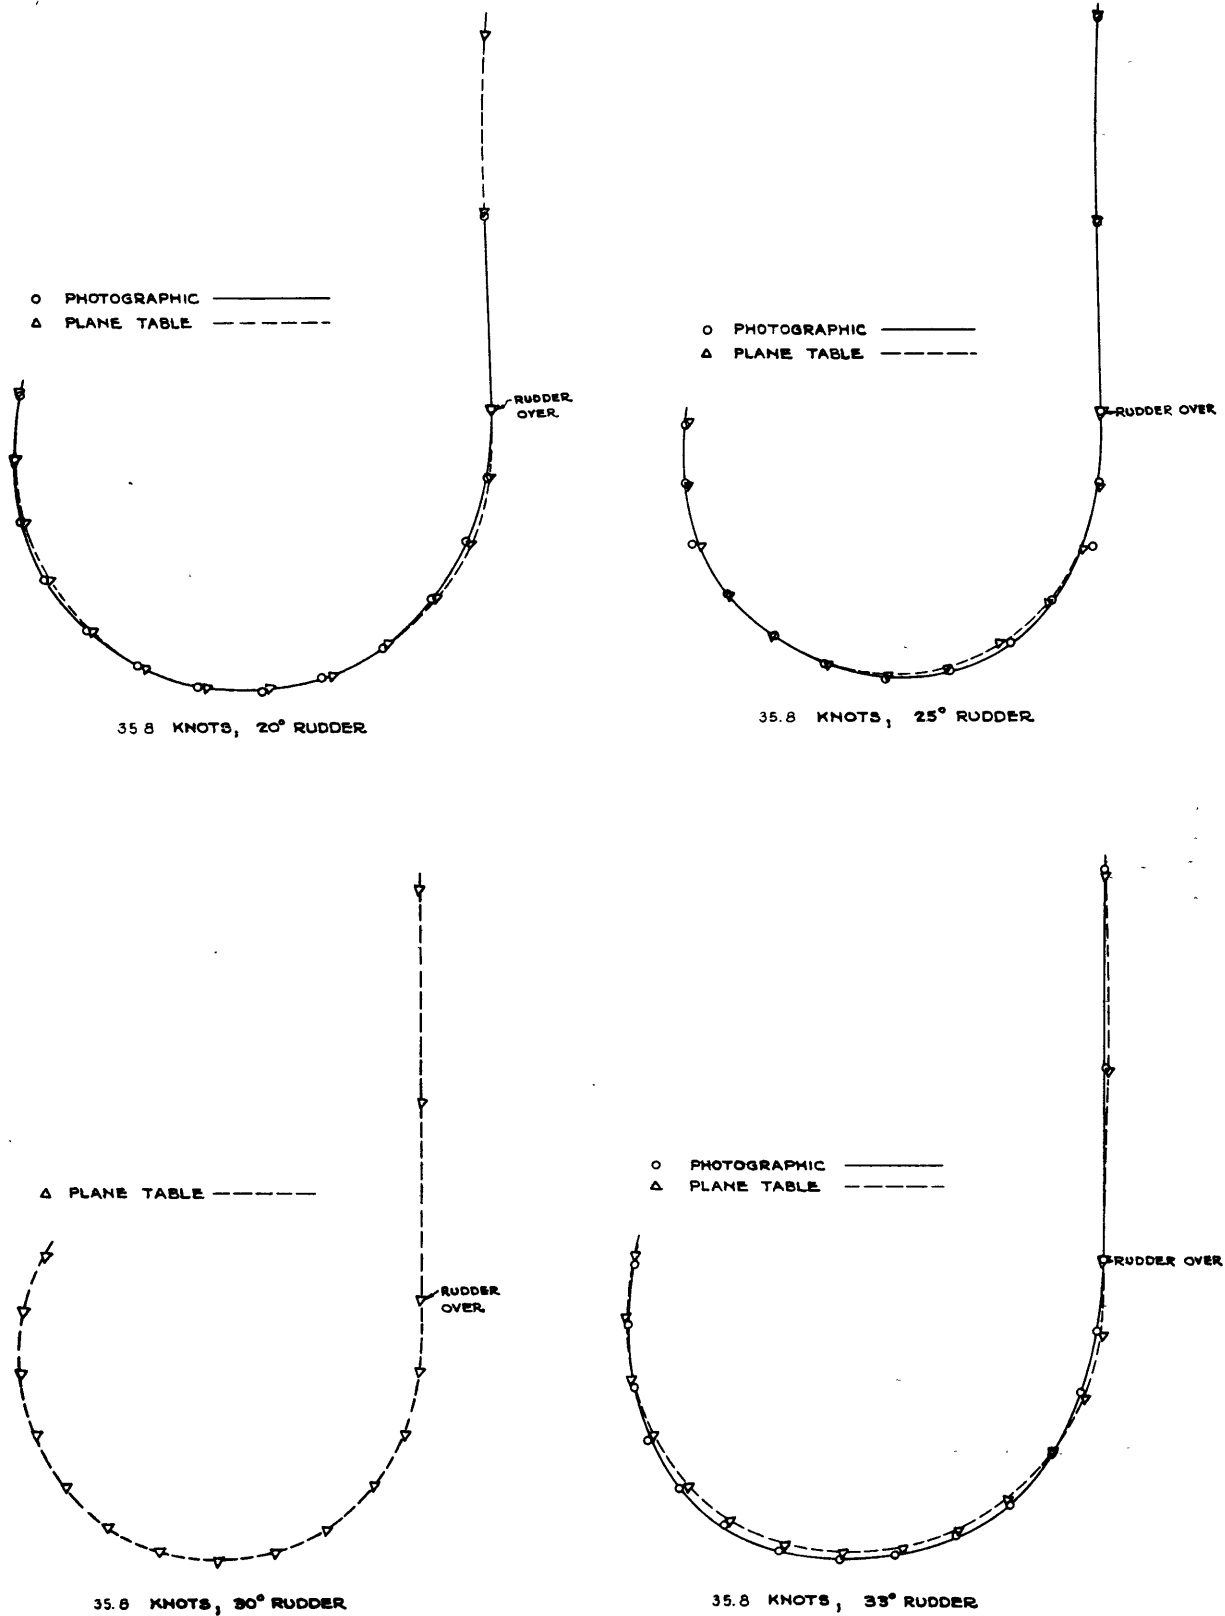 O PHOTOGRAPHIC
Δ PLANE TABLE
RUDDER
OVER
35 8 KNOTS, 20° RUDDER
O PHOTOGRAPHIC
Δ PLANE TABLE
RUDDER OVER
35.8 KNOTS, 25° RUDDER
Δ PLANE TABLE
RUDDER
OVER
35.8 KNOTS, 30° RUDDER
O PHOTOGRAPHIC
Δ PLANE TABLE
RUDDER OVER
35.8 KNOTS, 33° RUDDER